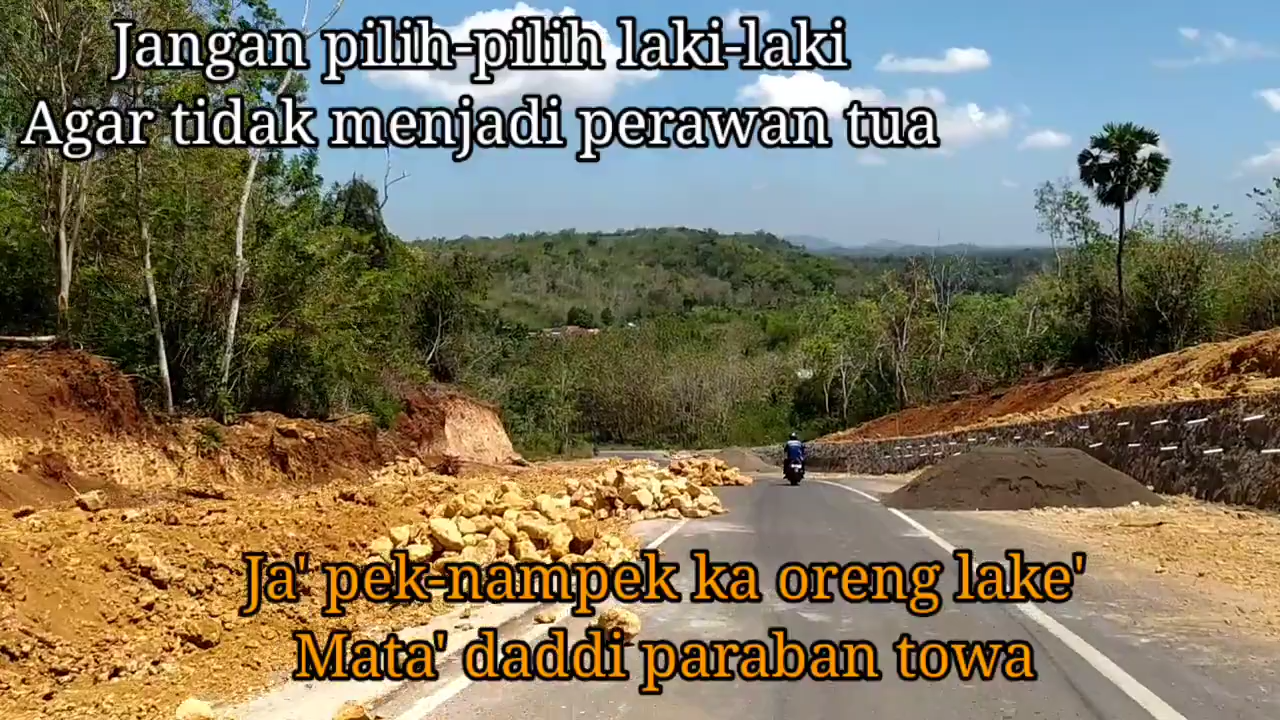 Jangan pilih-pilih laki-laki
Agar tidak menjadi perawan tua
Ja' pek-nampek ka oreng lake'
Mata' daddi paraban towa